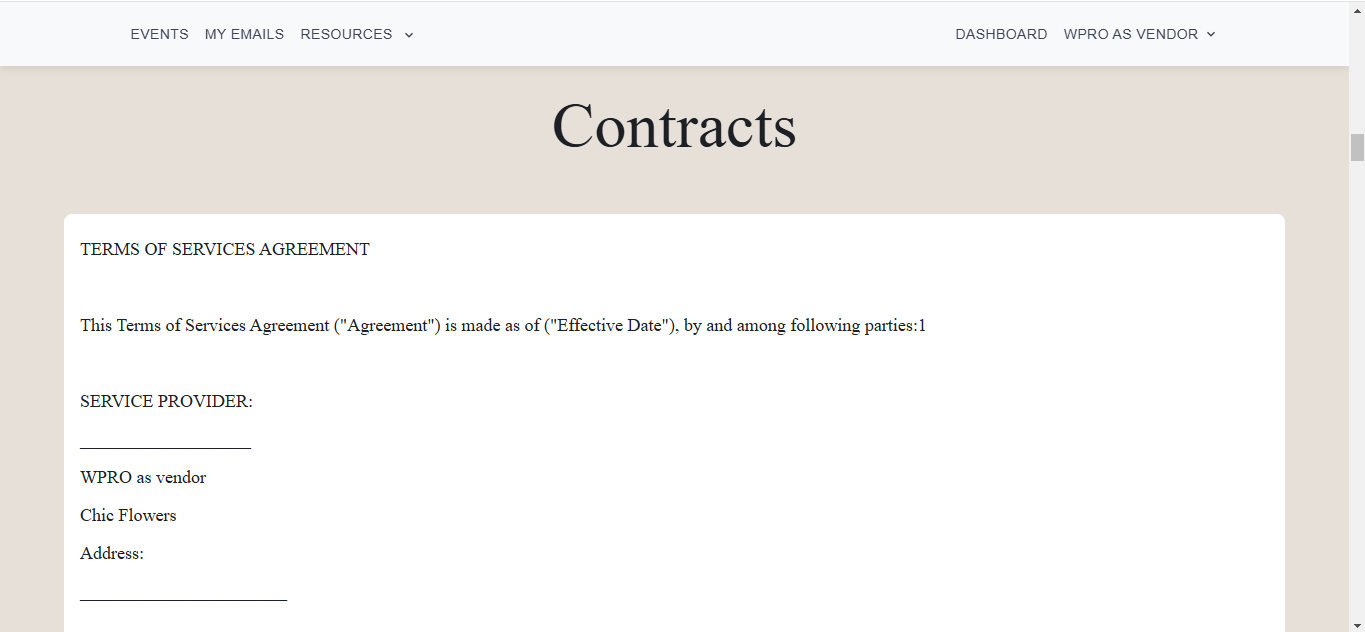 EVENTS MY EMAILS RESOURCES DASHBOARD WPRO AS VENDOR
Contracts
TERMS OF SERVICES AGREEMENT
This Terms of Services Agreement ("Agreement") is made as of ("Effective Date"), by and among following parties:1
SERVICE PROVIDER:
____________________
WPRO as vendor
Chic Flowers
Address:
________________________